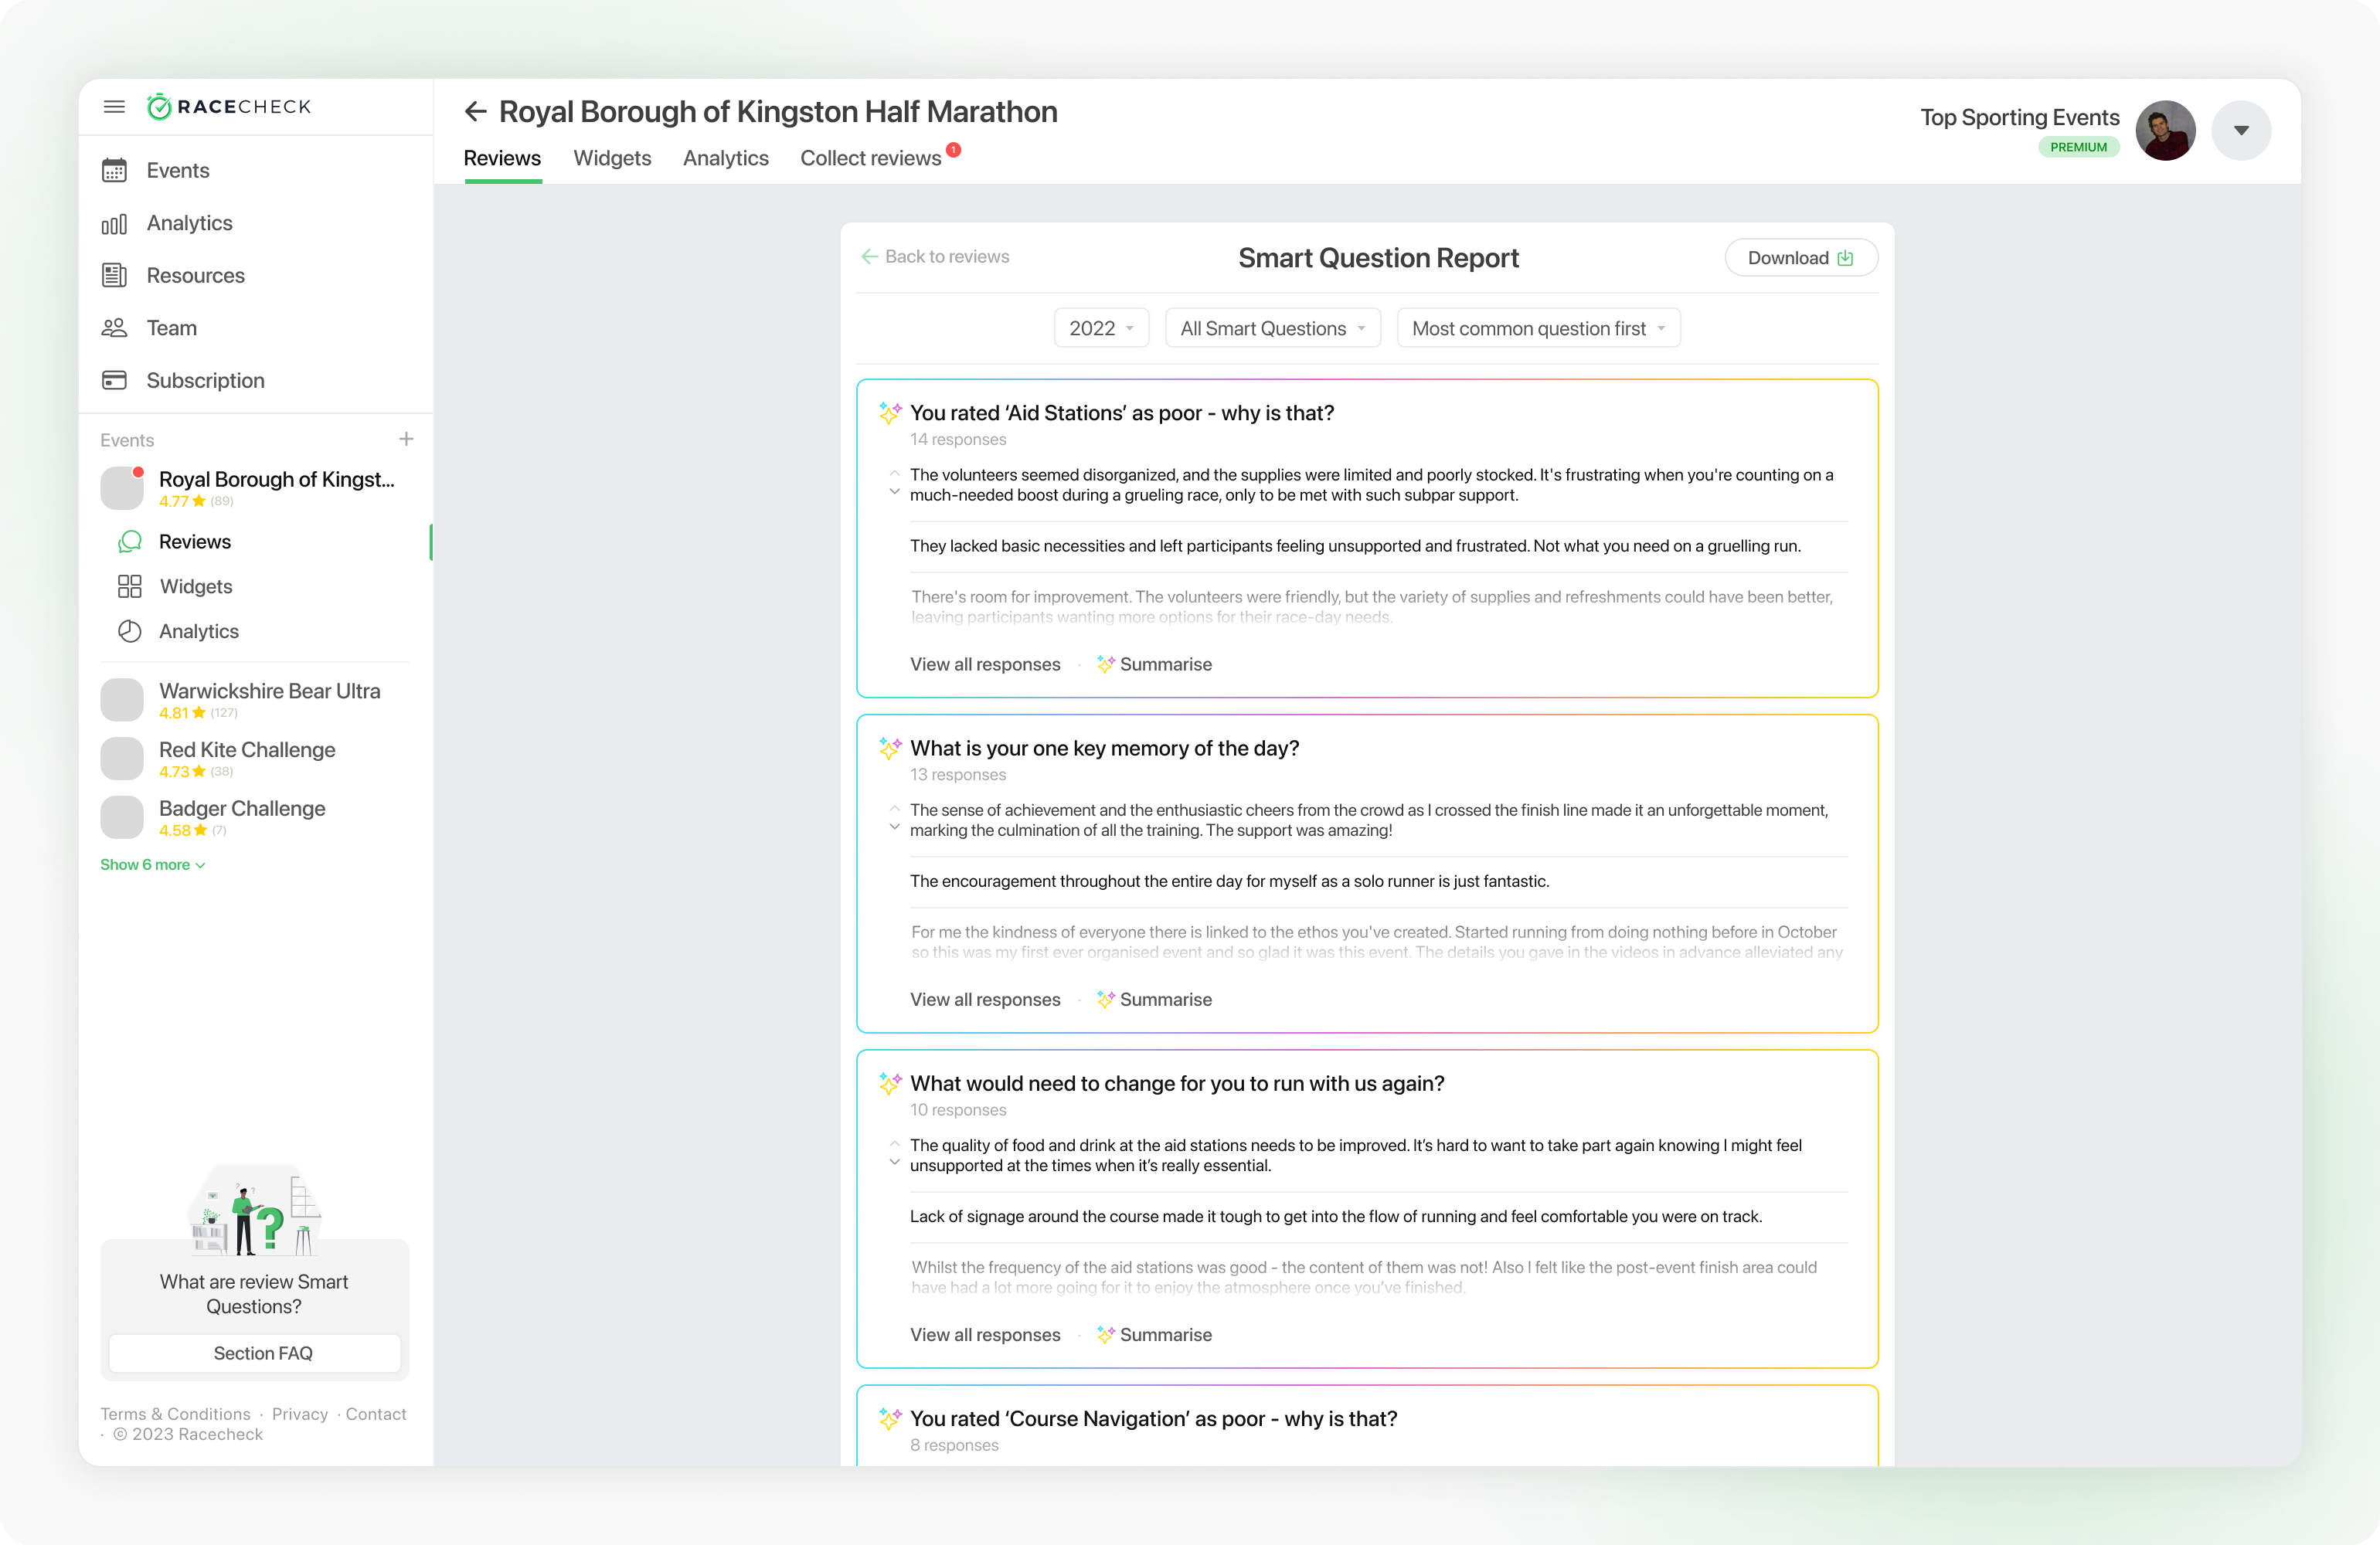 RACECHECK
Events
Analytics
Resources
Team
Subscription
Events
Royal Borough of Kingst...
4.77 (89)
Reviews
Widgets
Analytics
Warwickshire Bear Ultra
4.81 (127)
Red Kite Challenge
4.73 (38)
Badger Challenge
4.58 (7)
Show 6 more
?
What are review Smart
Questions?
Section FAQ
Terms & Conditions · Privacy · Contact
· © 2023 Racecheck
Royal Borough of Kingston Half Marathon
Reviews Widgets Analytics Collect reviews 1
Top Sporting Events
PREMIUM
Back to reviews
Smart Question Report
Download
2022
All Smart Questions
Most common question first
You rated ‘Aid Stations’ as poor - why is that?
14 responses
The volunteers seemed disorganized, and the supplies were limited and poorly stocked. It's frustrating when you're counting on a
much-needed boost during a grueling race, only to be met with such subpar support.
They lacked basic necessities and left participants feeling unsupported and frustrated. Not what you need on a gruelling run.
There's room for improvement. The volunteers were friendly, but the variety of supplies and refreshments could have been better,
leaving participants wanting more options for their race-day needs.
View all responses · Summarise
What is your one key memory of the day?
13 responses
The sense of achievement and the enthusiastic cheers from the crowd as I crossed the finish line made it an unforgettable moment,
marking the culmination of all the training. The support was amazing!
The encouragement throughout the entire day for myself as a solo runner is just fantastic.
For me the kindness of everyone there is linked to the ethos you've created. Started running from doing nothing before in October
so this was my first ever organised event and so glad it was this event. The details you gave in the videos in advance alleviated any
View all responses · Summarise
What would need to change for you to run with us again?
10 responses
The quality of food and drink at the aid stations needs to be improved. It’s hard to want to take part again knowing I might feel
unsupported at the times when it’s really essential.
Lack of signage around the course made it tough to get into the flow of running and feel comfortable you were on track.
Whilst the frequency of the aid stations was good - the content of them was not! Also I felt like the post-event finish area could
have had a lot more going for it to enjoy the atmosphere once you’ve finished.
View all responses · Summarise
You rated ‘Course Navigation’ as poor - why is that?
8 responses